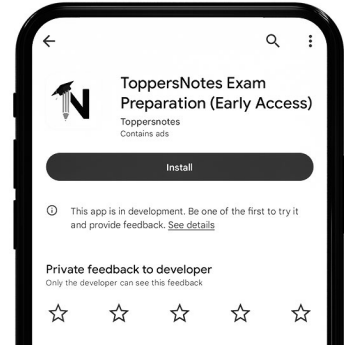 ToppersNotes Exam
Preparation (Early Access)
Toppersnotes
Contains ads
Install
This app is in development. Be one of the first to try it
and provide feedback. See details
Private feedback to developer
Only the developer can see this feedback